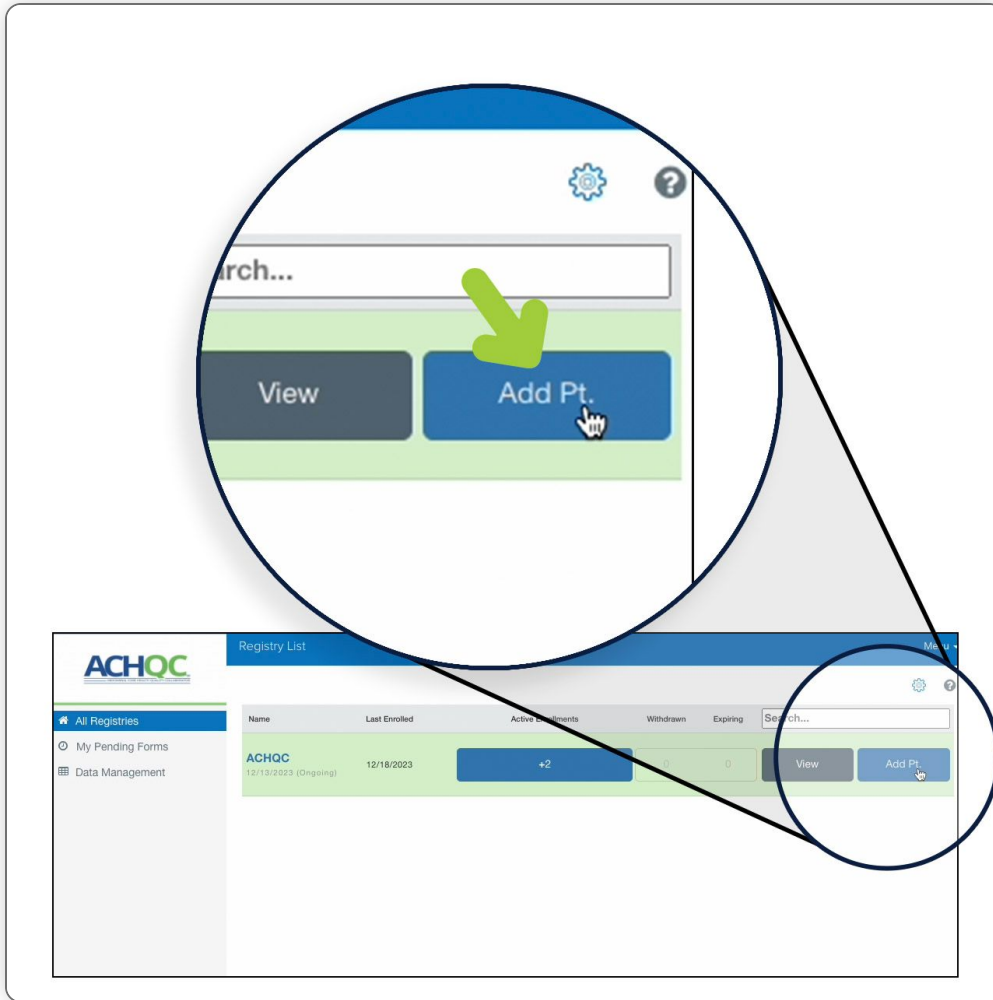 arch...
View Add Pt.
ACHQC
Registry List Menu
All Registries
My Pending Forms
Data Management
Name Last Enrolled Active Enrollments Withdrawn Expiring Search...
ACHQC
12/13/2023 (Ongoing)
12/18/2023 +2 0 0 View Add Pt.